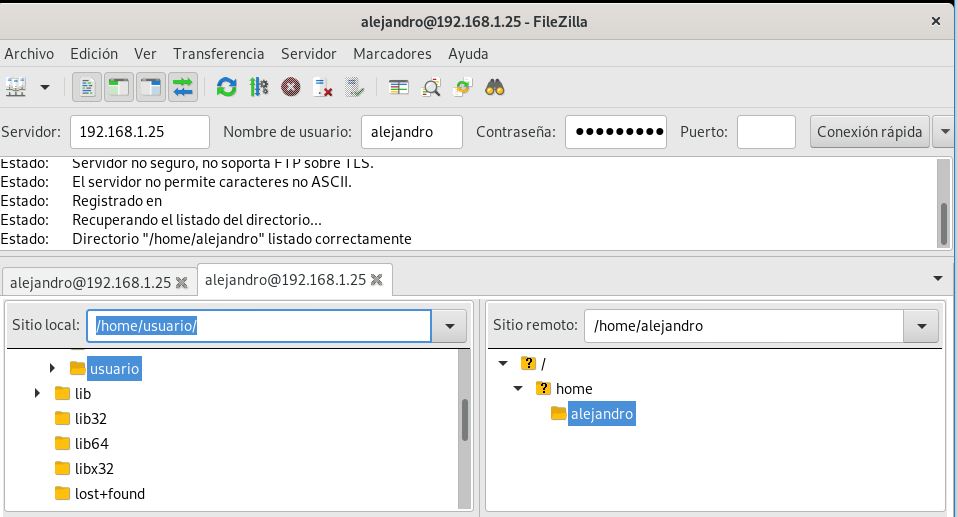 alejandro@192.168.1.25 - FileZilla
Archivo Edición Ver Transferencia Servidor Marcadores Ayuda
Servidor: 192.168.1.25 Nombre de usuario: alejandro Contraseña: ●●●●●●●●● Puerto: Conexión rápida
Estado: Servidor no seguro, no soporta FTP sobre TLS.
Estado: El servidor no permite caracteres no ASCII.
Estado: Registrado en
Estado: Recuperando el listado del directorio...
Estado: Directorio "/home/alejandro" listado correctamente
alejandro@192.168.1.25 alejandro@192.168.1.25
Sitio local: /home/usuario/
usuario
lib
lib32
lib64
libx32
lost+found
Sitio remoto: /home/alejandro
/
home
alejandro